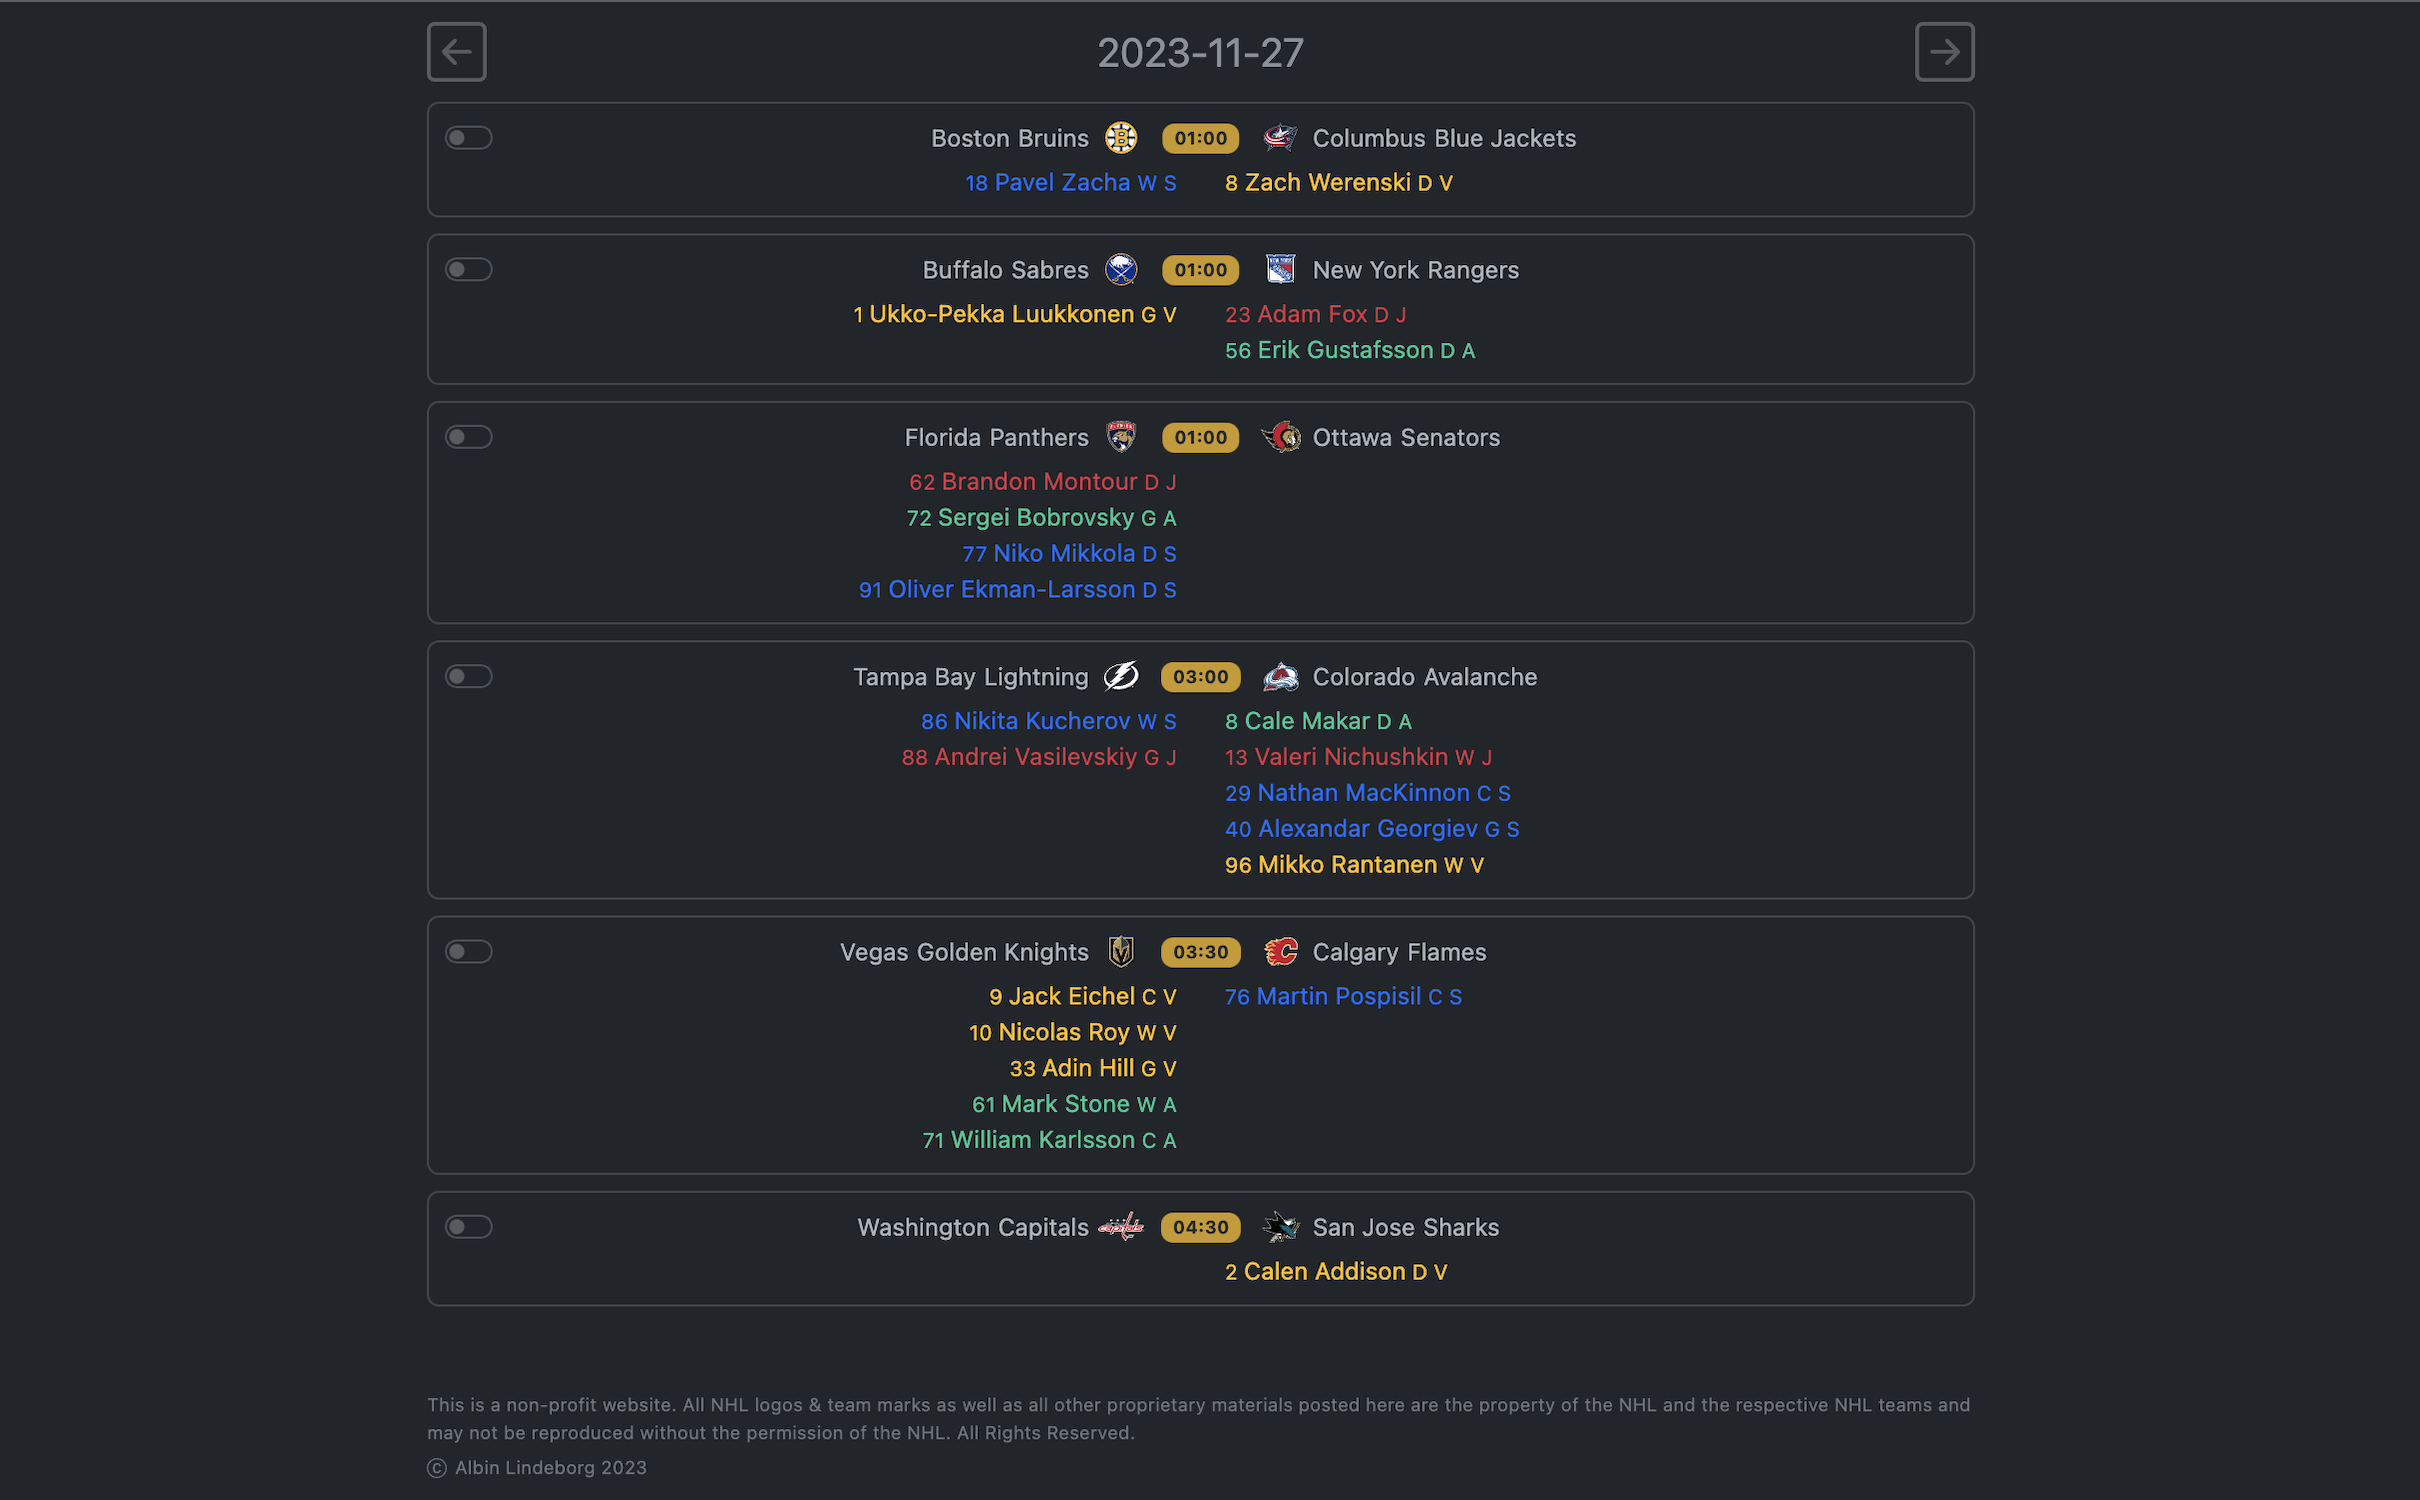 2023-11-27
Boston Bruins 01:00 Columbus Blue Jackets
18 Pavel Zacha W S 8 Zach Werenski D V
Buffalo Sabres 01:00 New York Rangers
1 Ukko-Pekka Luukkonen G V 23 Adam Fox D J
56 Erik Gustafsson D A
Florida Panthers 01:00 Ottawa Senators
62 Brandon Montour D J
72 Sergei Bobrovsky G A
77 Niko Mikkola D S
91 Oliver Ekman-Larsson D S
Tampa Bay Lightning 03:00 Colorado Avalanche
86 Nikita Kucherov W S 8 Cale Makar D A
88 Andrei Vasilevskiy G J 13 Valeri Nichushkin W J
29 Nathan MacKinnon C S
40 Alexandar Georgiev G S
96 Mikko Rantanen W V
Vegas Golden Knights 03:30 Calgary Flames
9 Jack Eichel C V 76 Martin Pospisil C S
10 Nicolas Roy W V
33 Adin Hill G V
61 Mark Stone W A
71 William Karlsson C A
Washington Capitals capitals 04:30 San Jose Sharks
2 Calen Addison D V
This is a non-profit website. All NHL logos & team marks as well as all other proprietary materials posted here are the property of the NHL and the respective NHL teams and
may not be reproduced without the permission of the NHL. All Rights Reserved.
© Albin Lindeborg 2023